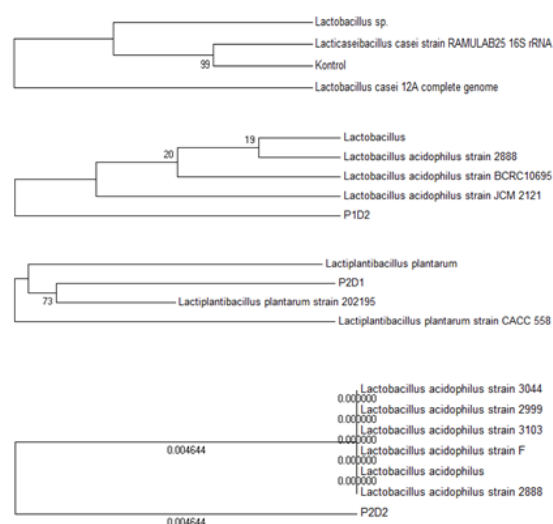 Lactobacillus sp.
Lacticaseibacillus casei strain RAMULAB25 16S rRNA
99
Kontrol
Lactobacillus casei 12A complete genome
Lactobacillus
19
Lactobacillus acidophilus strain 2888
20
Lactobacillus acidophilus strain BCRC10695
Lactobacillus acidophilus strain JCM 2121
P1D2
Lactiplantibacillus plantarum
P2D1
73
Lactiplantibacillus plantarum strain 202195
Lactiplantibacillus plantarum strain CACC 558
Lactobacillus acidophilus strain 3044
0.000000
Lactobacillus acidophilus strain 2999
0.000000
Lactobacillus acidophilus strain 3103
0.000000
0.004644
Lactobacillus acidophilus strain F
0.000000
Lactobacillus acidophilus
0.000000
Lactobacillus acidophilus strain 2888
P2D2
0.004644